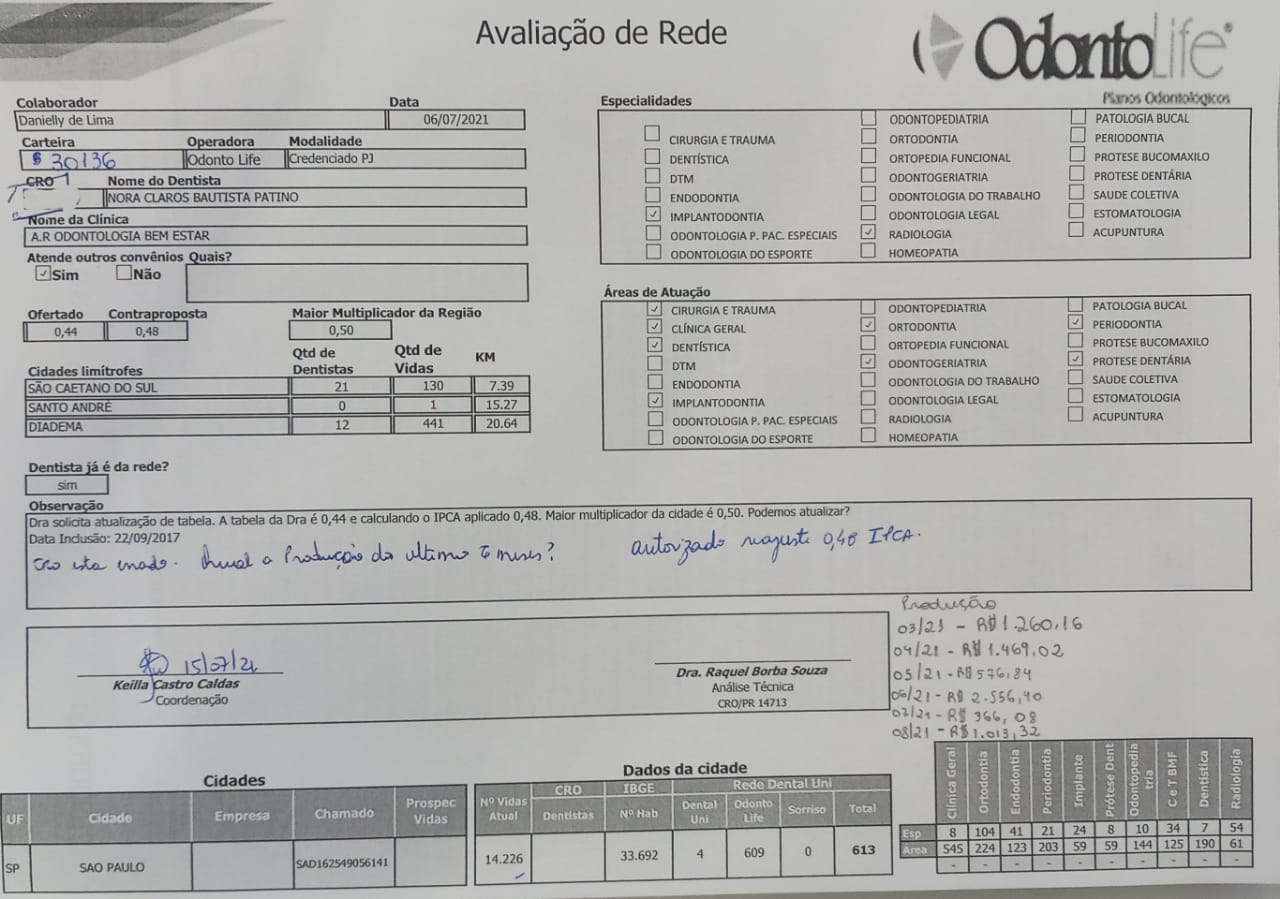 Avaliação de Rede
OdontoLife®
Planos Odontológicos
Colaborador Data
Danielly de Lima 06/07/2021
Carteira Operadora Modalidade
30136 Odonto Life Credenciado PJ
CRO Nome do Dentista
NORA CLAROS BAUTISTA PATINO
Nome da Clínica
A.R ODONTOLOGIA BEM ESTAR
Atende outros convênios Quais?
Sim Não
Ofertado Contraproposta Maior Multiplicador da Região
0,44 0,48 0,50
Cidades limítrofes Qtd de Dentistas Qtd de Vidas KM
SÃO CAETANO DO SUL 21 130 7.39
SANTO ANDRÉ 0 1 15.27
DIADEMA 12 441 20.64
Dentista já é da rede?
sim
Especialidades
CIRURGIA E TRAUMA
DENTÍSTICA
DTM
ENDODONTIA
IMPLANTODONTIA
ODONTOLOGIA P. PAC. ESPECIAIS
ODONTOLOGIA DO ESPORTE
ODONTOPEDIATRIA
ORTODONTIA
ORTOPEDIA FUNCIONAL
ODONTOGERIATRIA
ODONTOLOGIA DO TRABALHO
ODONTOLOGIA LEGAL
RADIOLOGIA
HOMEOPATIA
PATOLOGIA BUCAL
PERIODONTIA
PROTESE BUCOMAXILO
PROTESE DENTÁRIA
SAUDE COLETIVA
ESTOMATOLOGIA
ACUPUNTURA
Áreas de Atuação
CIRURGIA E TRAUMA
CLÍNICA GERAL
DENTÍSTICA
DTM
ENDODONTIA
IMPLANTODONTIA
ODONTOLOGIA P. PAC. ESPECIAIS
ODONTOLOGIA DO ESPORTE
ODONTOPEDIATRIA
ORTODONTIA
ORTOPEDIA FUNCIONAL
ODONTOGERIATRIA
ODONTOLOGIA DO TRABALHO
ODONTOLOGIA LEGAL
RADIOLOGIA
HOMEOPATIA
PATOLOGIA BUCAL
PERIODONTIA
PROTESE BUCOMAXILO
PROTESE DENTÁRIA
SAUDE COLETIVA
ESTOMATOLOGIA
ACUPUNTURA
Observação
Dra solicita atualização de tabela. A tabela da Dra é 0,44 e calculando o IPCA aplicado 0,48. Maior multiplicador da cidade é 0,50. Podemos atualizar?
Data Inclusão: 22/09/2017
Cro esta a Produção do ultimo 6 meses? autorizado reajuste 0,48 IPCA.
15/07/21
Keilla Castro Caldas
Coordenação
Dra. Raquel Borba Souza
Análise Técnica
CRO/PR 14713
Produção
03/21 - R$ 1.260,16
04/21 - R$ 1.469,02
05/21 - R$ 576,84
06/21 - R$ 2.556,40
07/21 - R$ 366,08
08/21 - R$ 1.013,32
Cidades
UF Cidade Empresa Chamado Prospec Vidas
SP SAO PAULO SAD162549056141
Dados da cidade
Nº Vidas Atual CRO IBGE Rede Dental Uni
Dentistas Nº Hab Dental Uni Odonto Life Sorriso Total
14.226 33.692 4 609 0 613
Clínica Geral Ortodontia Endodontia Periodontia Implante Prótese Dent Odontopedia tria C e T BMF Dentística Radiologia
Esp 8 104 41 21 24 8 10 34 7 54
Área 545 224 123 203 59 59 144 125 190 61
- - - - - - - - - -